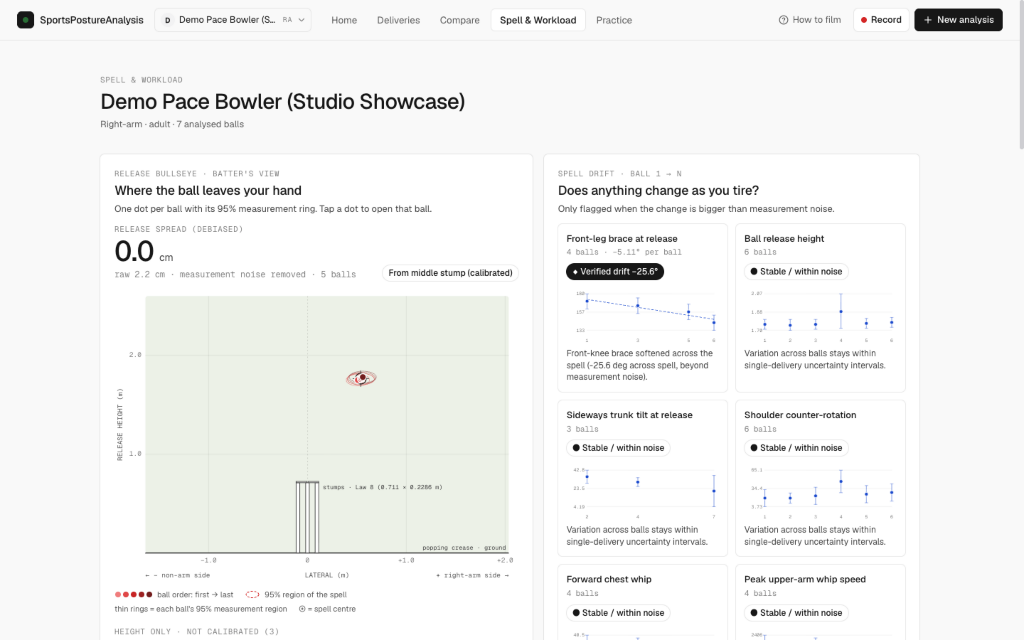 SportsPostureAnalysis
D Demo Pace Bowler (S... RA
Home
Deliveries
Compare
Spell & Workload
Practice
How to film
Record
+ New analysis
SPELL & WORKLOAD
Demo Pace Bowler (Studio Showcase)
Right-arm · adult · 7 analysed balls
RELEASE BULLSEYE · BATTER'S VIEW
Where the ball leaves your hand
One dot per ball with its 95% measurement ring. Tap a dot to open that ball.
RELEASE SPREAD (DEBIASED)
0.0 cm
raw 2.2 cm · measurement noise removed · 5 balls
From middle stump (calibrated)
2.0
1.0
RELEASE HEIGHT (m)
stumps · Law 8 (0.711 x 0.2286 m)
popping crease · ground
-1.0
0
+1.0
+2.0
← − non-arm side
LATERAL (m)
+ right-arm side →
ball order: first → last
95% region of the spell
thin rings = each ball's 95% measurement region
= spell centre
HEIGHT ONLY · NOT CALIBRATED (3)
SPELL DRIFT · BALL 1 → N
Does anything change as you tire?
Only flagged when the change is bigger than measurement noise.
Front-leg brace at release
4 balls · -5.11° per ball
♦ Verified drift −25.6°
157
Front-knee brace softened across the
spell (-25.6 deg across spell, beyond
measurement noise).
Ball release height
6 balls
● Stable / within noise
1 2 3 4 5 6
Variation across balls stays within
single-delivery uncertainty intervals.
Sideways trunk tilt at release
3 balls
● Stable / within noise
Variation across balls stays within
single-delivery uncertainty intervals.
Shoulder counter-rotation
6 balls
● Stable / within noise
1 2 3 4 5 6
Variation across balls stays within
single-delivery uncertainty intervals.
Forward chest whip
4 balls
● Stable / within noise
Peak upper-arm whip speed
4 balls
● Stable / within noise